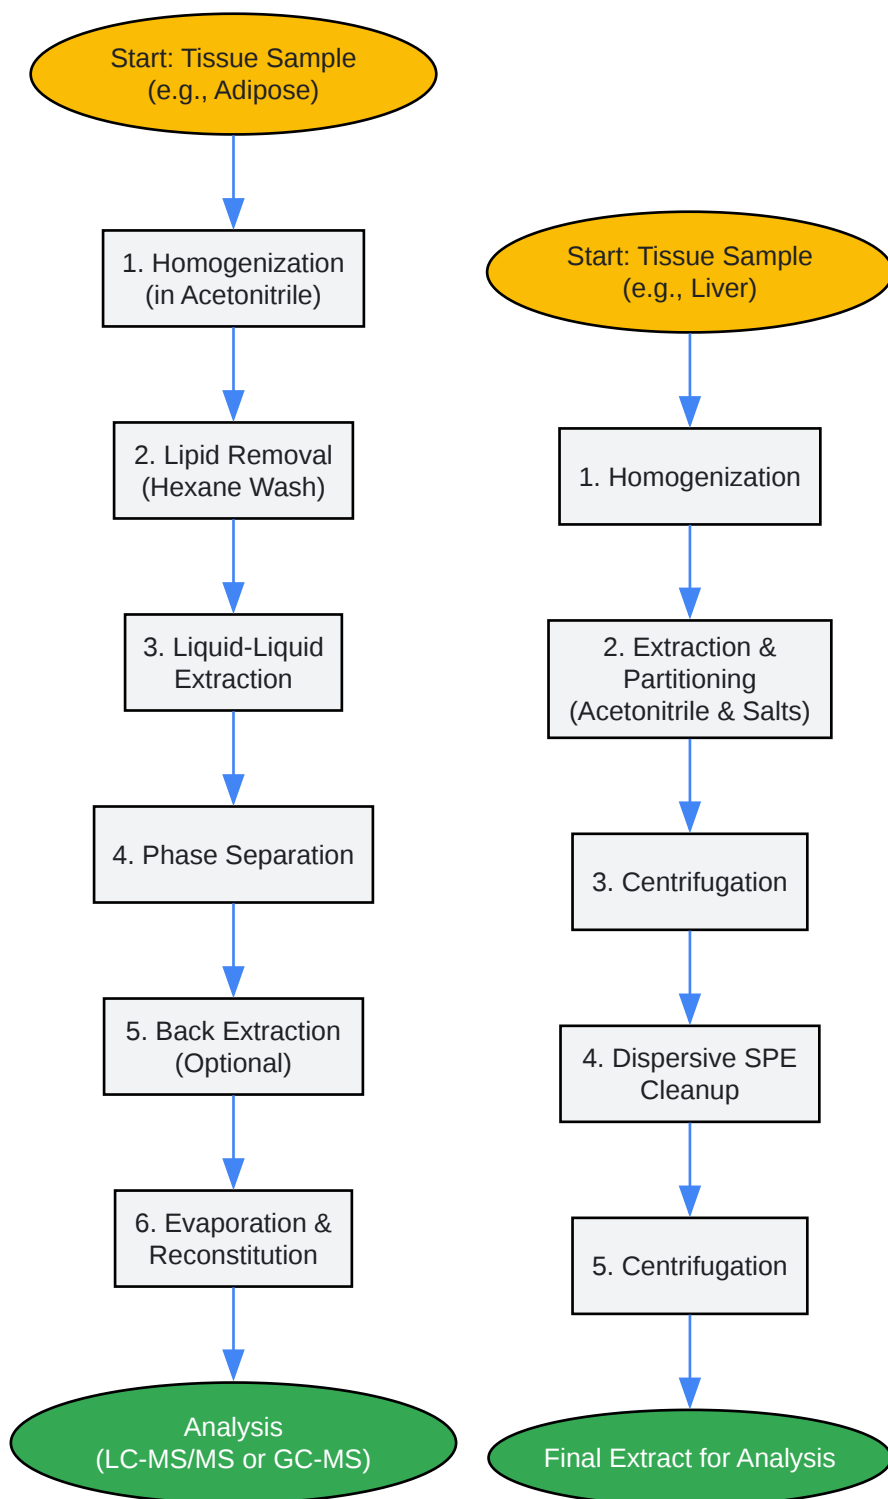 Start: Tissue Sample
(e.g., Adipose)
1. Homogenization
(in Acetonitrile)
2. Lipid Removal
(Hexane Wash)
3. Liquid-Liquid
Extraction
4. Phase Separation
5. Back Extraction
(Optional)
6. Evaporation &
Reconstitution
Analysis
(LC-MS/MS or GC-MS)
Start: Tissue Sample
(e.g., Liver)
1. Homogenization
2. Extraction &
Partitioning
(Acetonitrile & Salts)
3. Centrifugation
4. Dispersive SPE
Cleanup
5. Centrifugation
Final Extract for Analysis